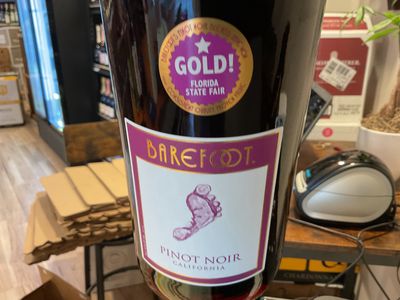 GOLD!
FLORIDA
STATE FAIR
BAREFOOT
PINOT NOIR
CALIFORNIA
CHARDONNAY